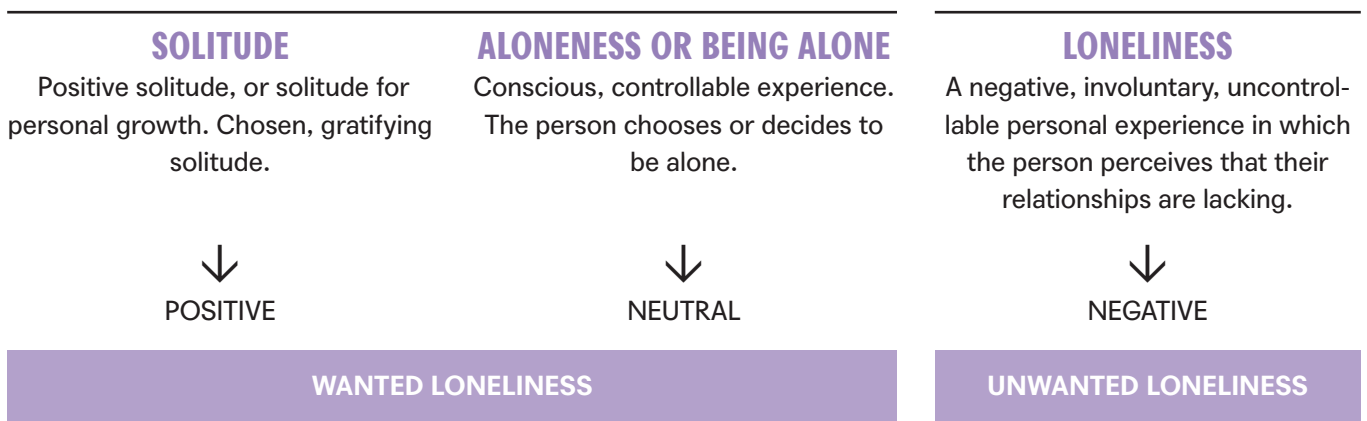 SOLITUDE
Positive solitude, or solitude for
personal growth. Chosen, gratifying
solitude.
POSITIVE
ALONENESS OR BEING ALONE
Conscious, controllable experience.
The person chooses or decides to
be alone.
NEUTRAL
WANTED LONELINESS
LONELINESS
A negative, involuntary, uncontrol-
lable personal experience in which
the person perceives that their
relationships are lacking.
NEGATIVE
UNWANTED LONELINESS